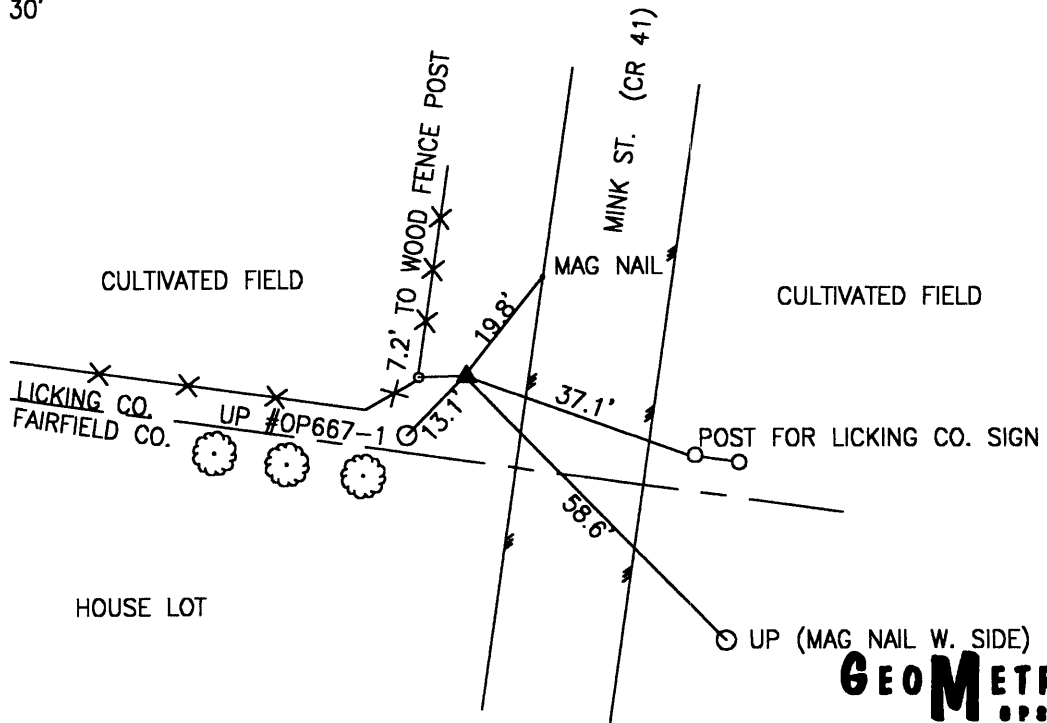 30'
MINK ST. (CR 41)
7.2' TO WOOD FENCE POST
MAG NAIL
CULTIVATED FIELD
CULTIVATED FIELD
19.8'
37.1'
LICKING CO.
UP #OP667-1
13.1'
FAIRFIELD CO.
POST FOR LICKING CO. SIGN
58.6'
HOUSE LOT
UP (MAG NAIL W. SIDE)